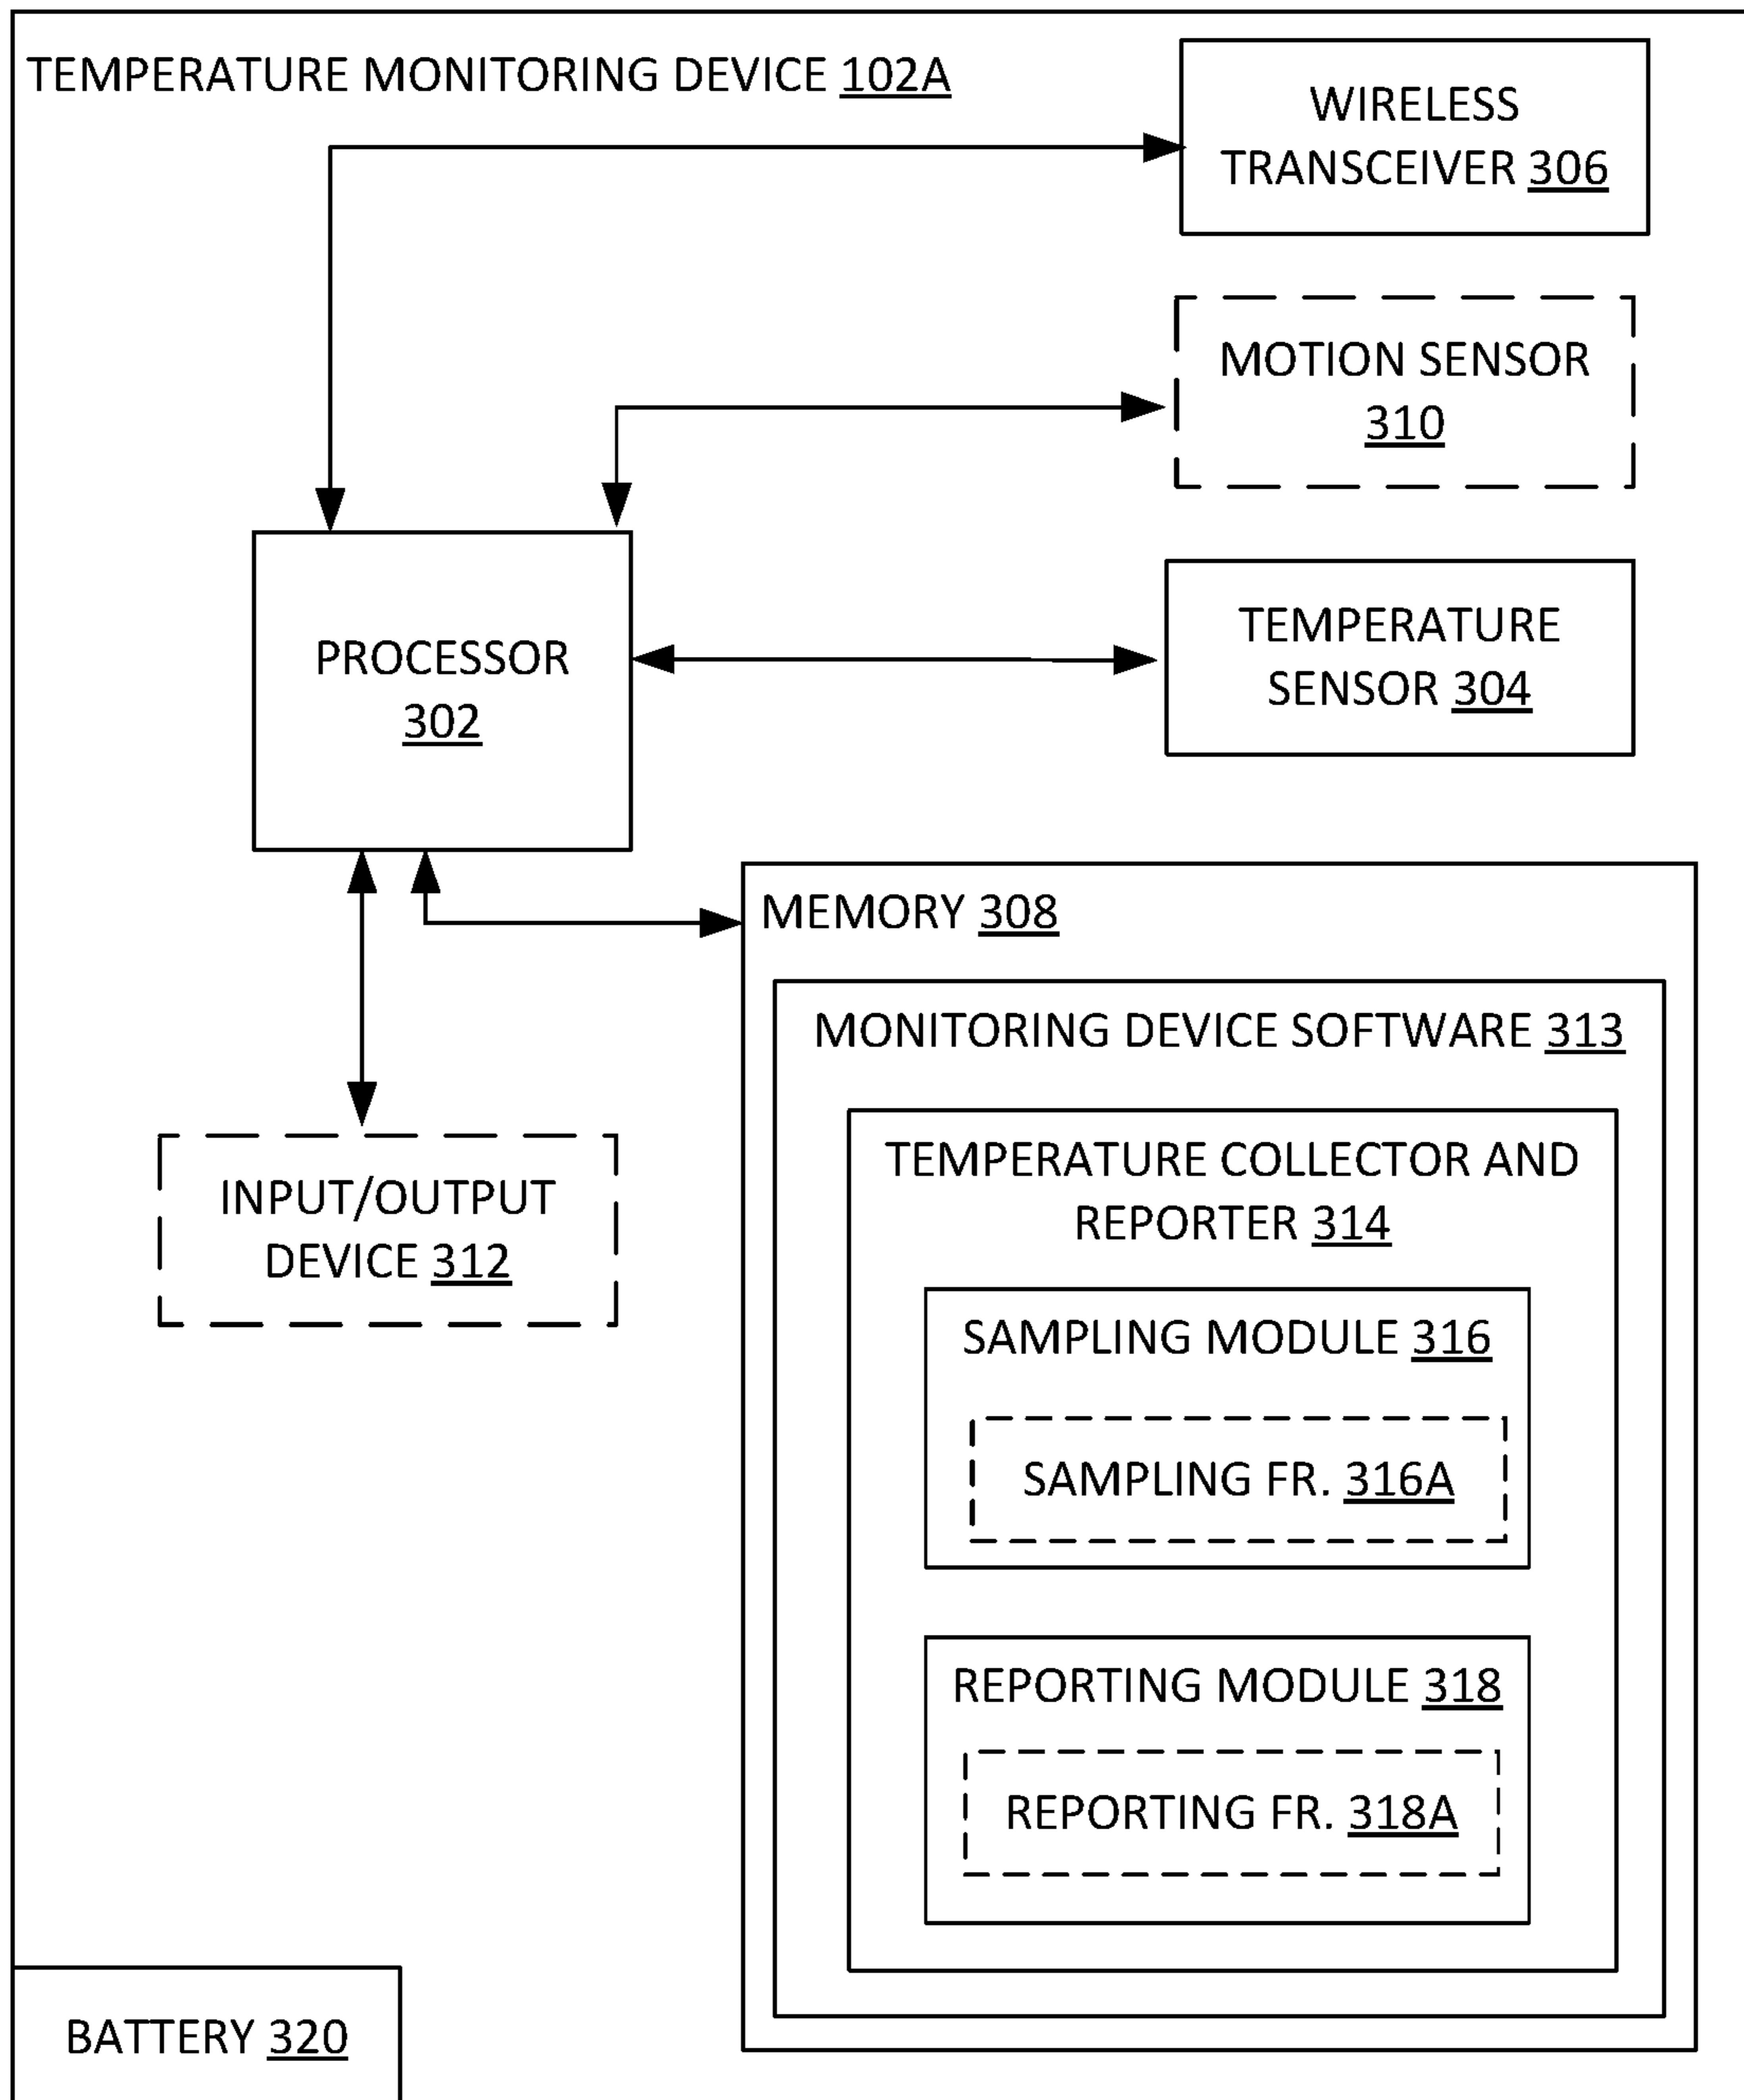 TEMPERATURE MONITORING DEVICE 102A
WIRELESS
TRANSCEIVER 306
MOTION SENSOR
310
PROCESSOR
302
TEMPERATURE
SENSOR 304
MEMORY 308
MONITORING DEVICE SOFTWARE 313
TEMPERATURE COLLECTOR AND
REPORTER 314
INPUT/OUTPUT
DEVICE 312
SAMPLING MODULE 316
SAMPLING FR. 316A
REPORTING MODULE 318
REPORTING FR. 318A
BATTERY 320